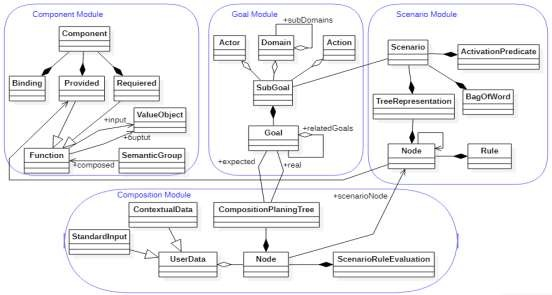 Component Module
Goal Module
Scenario Module
+subDomains
Component
Actor
Domain
Action
Scenario
ActivationPredicate
Binding
Provided
Requiered
SubGoal
BagOfWord
TreeRepresentation
ValueObject
+input
+ouptut
Goal
+relatedGoals
Function
+composed
SemanticGroup
+expected
+real
Node
Rule
Composition Module
+scenarioNode
ContextualData
CompositionPlaningTree
StandardInput
UserData
Node
ScenarioRuleEvaluation